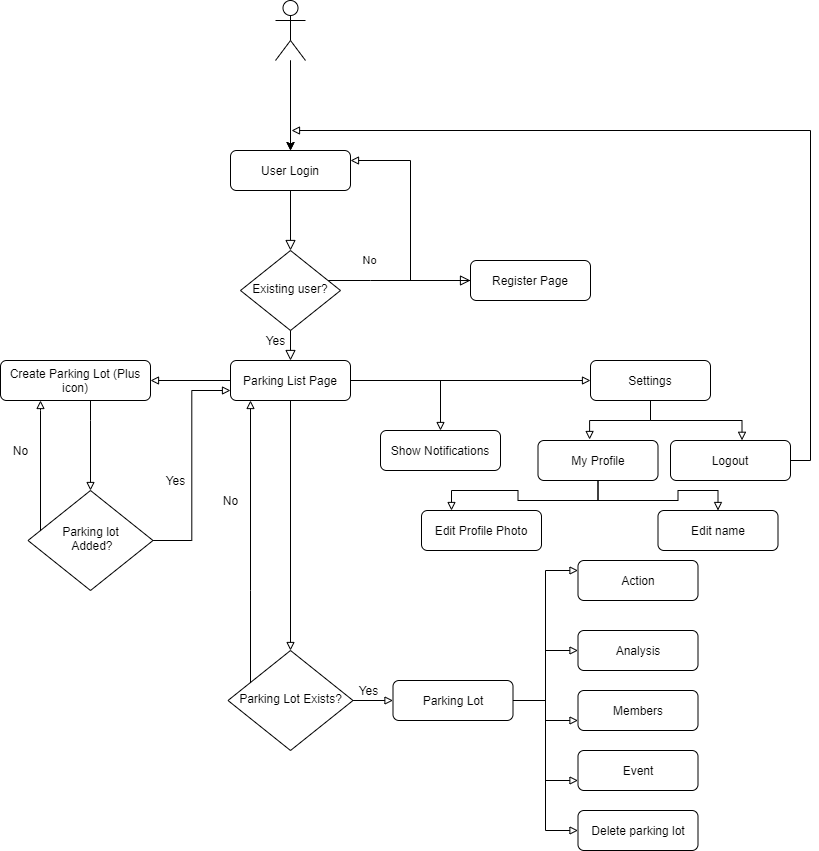 User Login
No
Existing user?
Register Page
Yes
Create Parking Lot (Plus
icon)
Parking List Page
Settings
No
Show Notifications
My Profile
Logout
Yes
No
Parking lot
Added?
Edit Profile Photo
Edit name
Action
Analysis
Parking Lot Exists?
Yes
Parking Lot
Members
Event
Delete parking lot